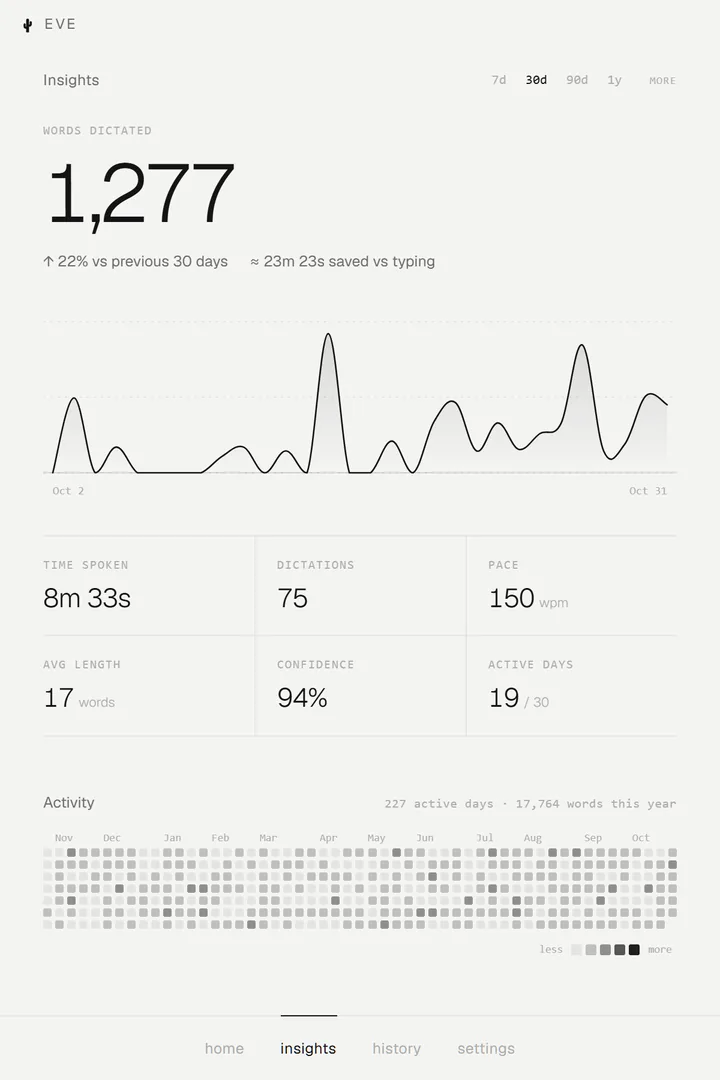 EVE
Insights 7d 30d 90d 1y MORE
WORDS DICTATED
1,277
↑ 22% vs previous 30 days ≈ 23m 23s saved vs typing
Oct 2 Oct 31
TIME SPOKEN DICTATIONS PACE
8m 33s 75 150 wpm
AVG LENGTH CONFIDENCE ACTIVE DAYS
17 words 94% 19 / 30
Activity 227 active days · 17,764 words this year
Nov Dec Jan Feb Mar Apr May Jun Jul Aug Sep Oct
less more
home insights history settings